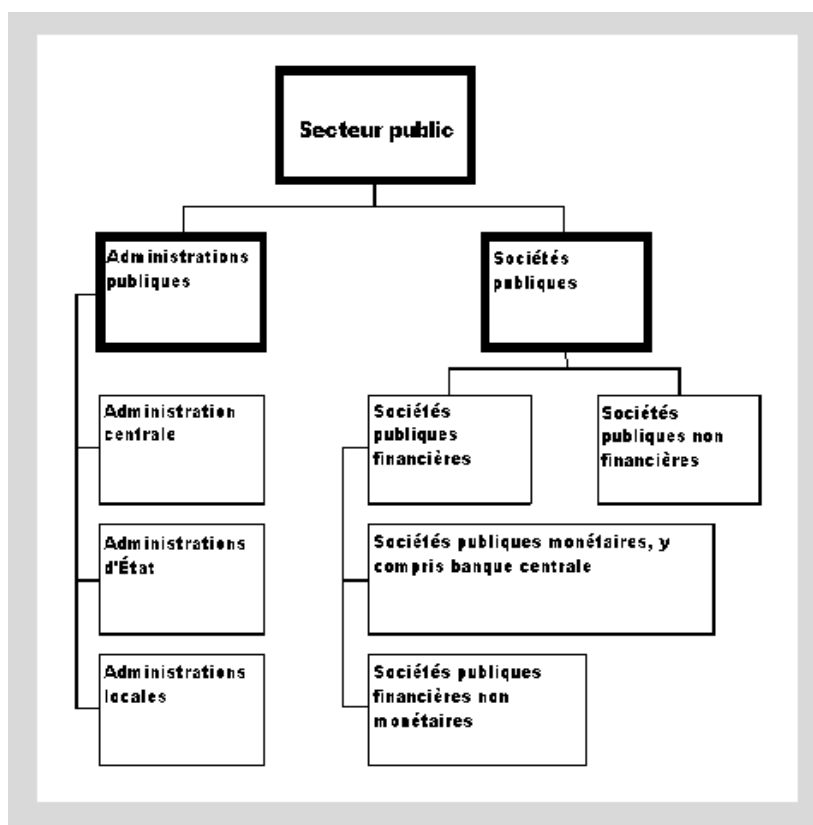 Secteur public
Administrations
publiques
Sociétés
publiques
Administration
centrale
Sociétés
publiques
financières
Sociétés
publiques non
financières
Administrations
d'État
Sociétés publiques monétaires, y
compris banque centrale
Administrations
locales
Sociétés publiques
financières non
monétaires